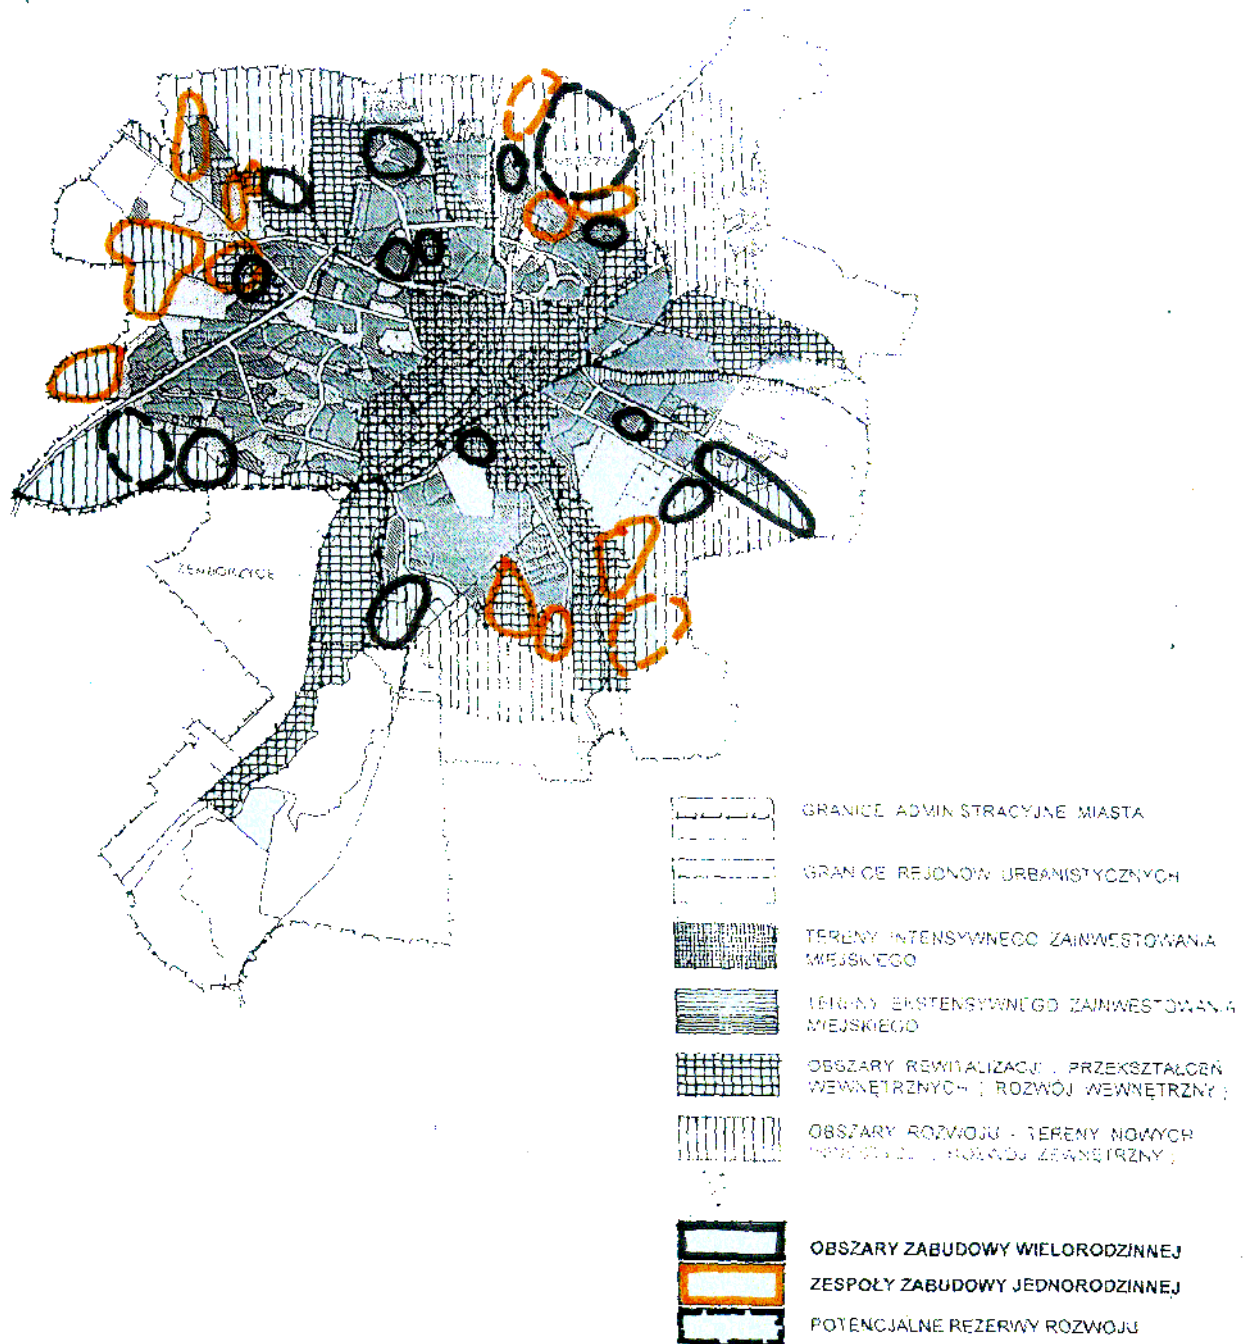 ZEMBORZYCE
GRANICE ADMINISTRACYJNE MIASTA
GRANICE REJONÓW URBANISTYCZNYCH
TERENY INTENSYWNEGO ZAINWESTOWANIA
MIEJSKIEGO
TERENY EKSTENSYWNEGO ZAINWESTOWANIA
MIEJSKIEGO
OBSZARY REWITALIZACJI I PRZEKSZTAŁCEŃ
WEWNĘTRZNYCH ( ROZWÓJ WEWNĘTRZNY )
OBSZARY ROZWOJU - TERENY NOWYCH
( ROZWÓJ ZEWNĘTRZNY )
OBSZARY ZABUDOWY WIELORODZINNEJ
ZESPOŁY ZABUDOWY JEDNORODZINNEJ
POTENCJALNE REZERWY ROZWOJU